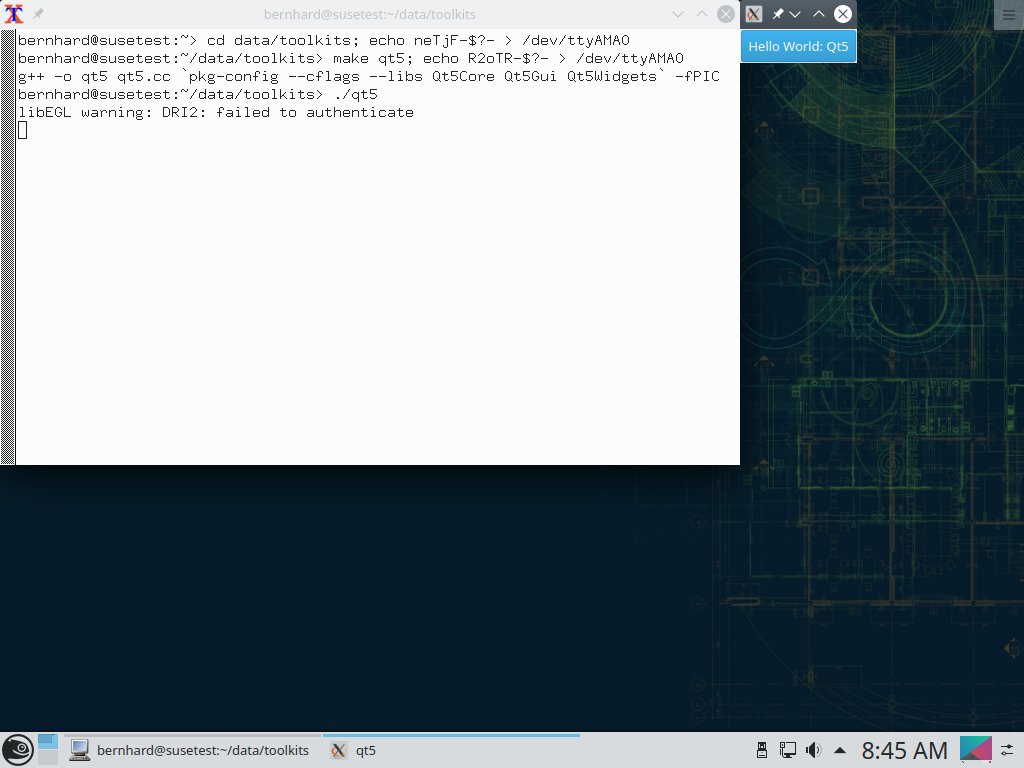 bernhard@susetest:~/data/toolkits
bernhard@susetest:~> cd data/toolkits; echo neTjF-$?- > /dev/ttyAMA0
bernhard@susetest:~/data/toolkits> make qt5; echo R2oTR-$?- > /dev/ttyAMA0
g++ -o qt5 qt5.cc `pkg-config --cflags --libs Qt5Core Qt5Gui Qt5Widgets` -fPIC
bernhard@susetest:~/data/toolkits> ./qt5
libEGL warning: DRI2: failed to authenticate
Hello World: Qt5
bernhard@susetest:~/data/toolkits
qt5
8:45 AM